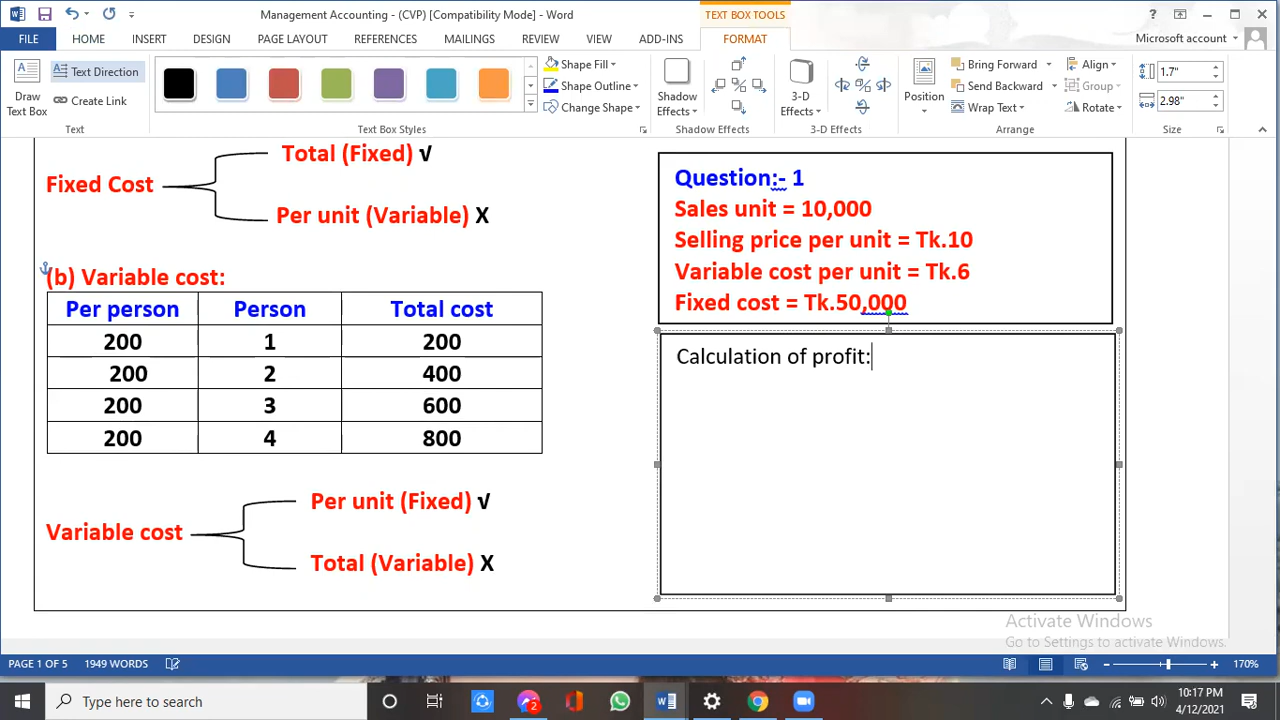 Management Accounting - (CVP) [Compatibility Mode] - Word
TEXT BOX TOOLS
FILE HOME INSERT DESIGN PAGE LAYOUT REFERENCES MAILINGS REVIEW VIEW ADD-INS FORMAT
Microsoft account
Draw Text Box
Text Direction
Create Link
Text
Text Box Styles
Shape Fill
Shape Outline
Change Shape
Shadow Effects
Shadow Effects
3-D Effects
3-D Effects
Position
Bring Forward
Send Backward
Wrap Text
Align
Group
Rotate
Arrange
1.7"
2.98"
Size
Total (Fixed) √
Fixed Cost
Per unit (Variable) X
(b) Variable cost:
Per person Person Total cost
200 1 200
200 2 400
200 3 600
200 4 800
Per unit (Fixed) √
Variable cost
Total (Variable) X
Question:- 1
Sales unit = 10,000
Selling price per unit = Tk.10
Variable cost per unit = Tk.6
Fixed cost = Tk.50,000
Calculation of profit:
Activate Windows
Go to Settings to activate Windows.
PAGE 1 OF 5 1949 WORDS 170%
Type here to search
2
10:17 PM
4/12/2021